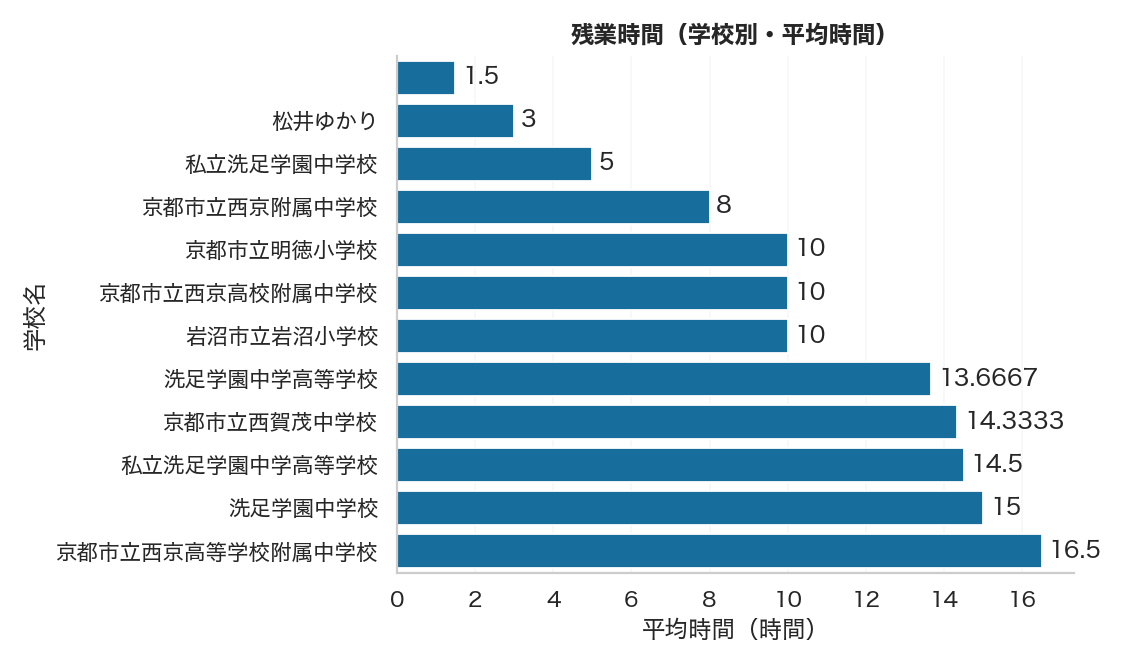 残業時間（学校別・平均時間）
1.5
松井ゆかり 3
私立洗足学園中学校 5
京都市立西京附属中学校 8
京都市立明徳小学校 10
京都市立西京高校附属中学校 10
岩沼市立岩沼小学校 10
洗足学園中学高等学校 13.6667
京都市立西賀茂中学校 14.3333
私立洗足学園中学高等学校 14.5
洗足学園中学校 15
京都市立西京高等学校附属中学校 16.5
学校名
0 2 4 6 8 10 12 14 16
平均時間（時間）